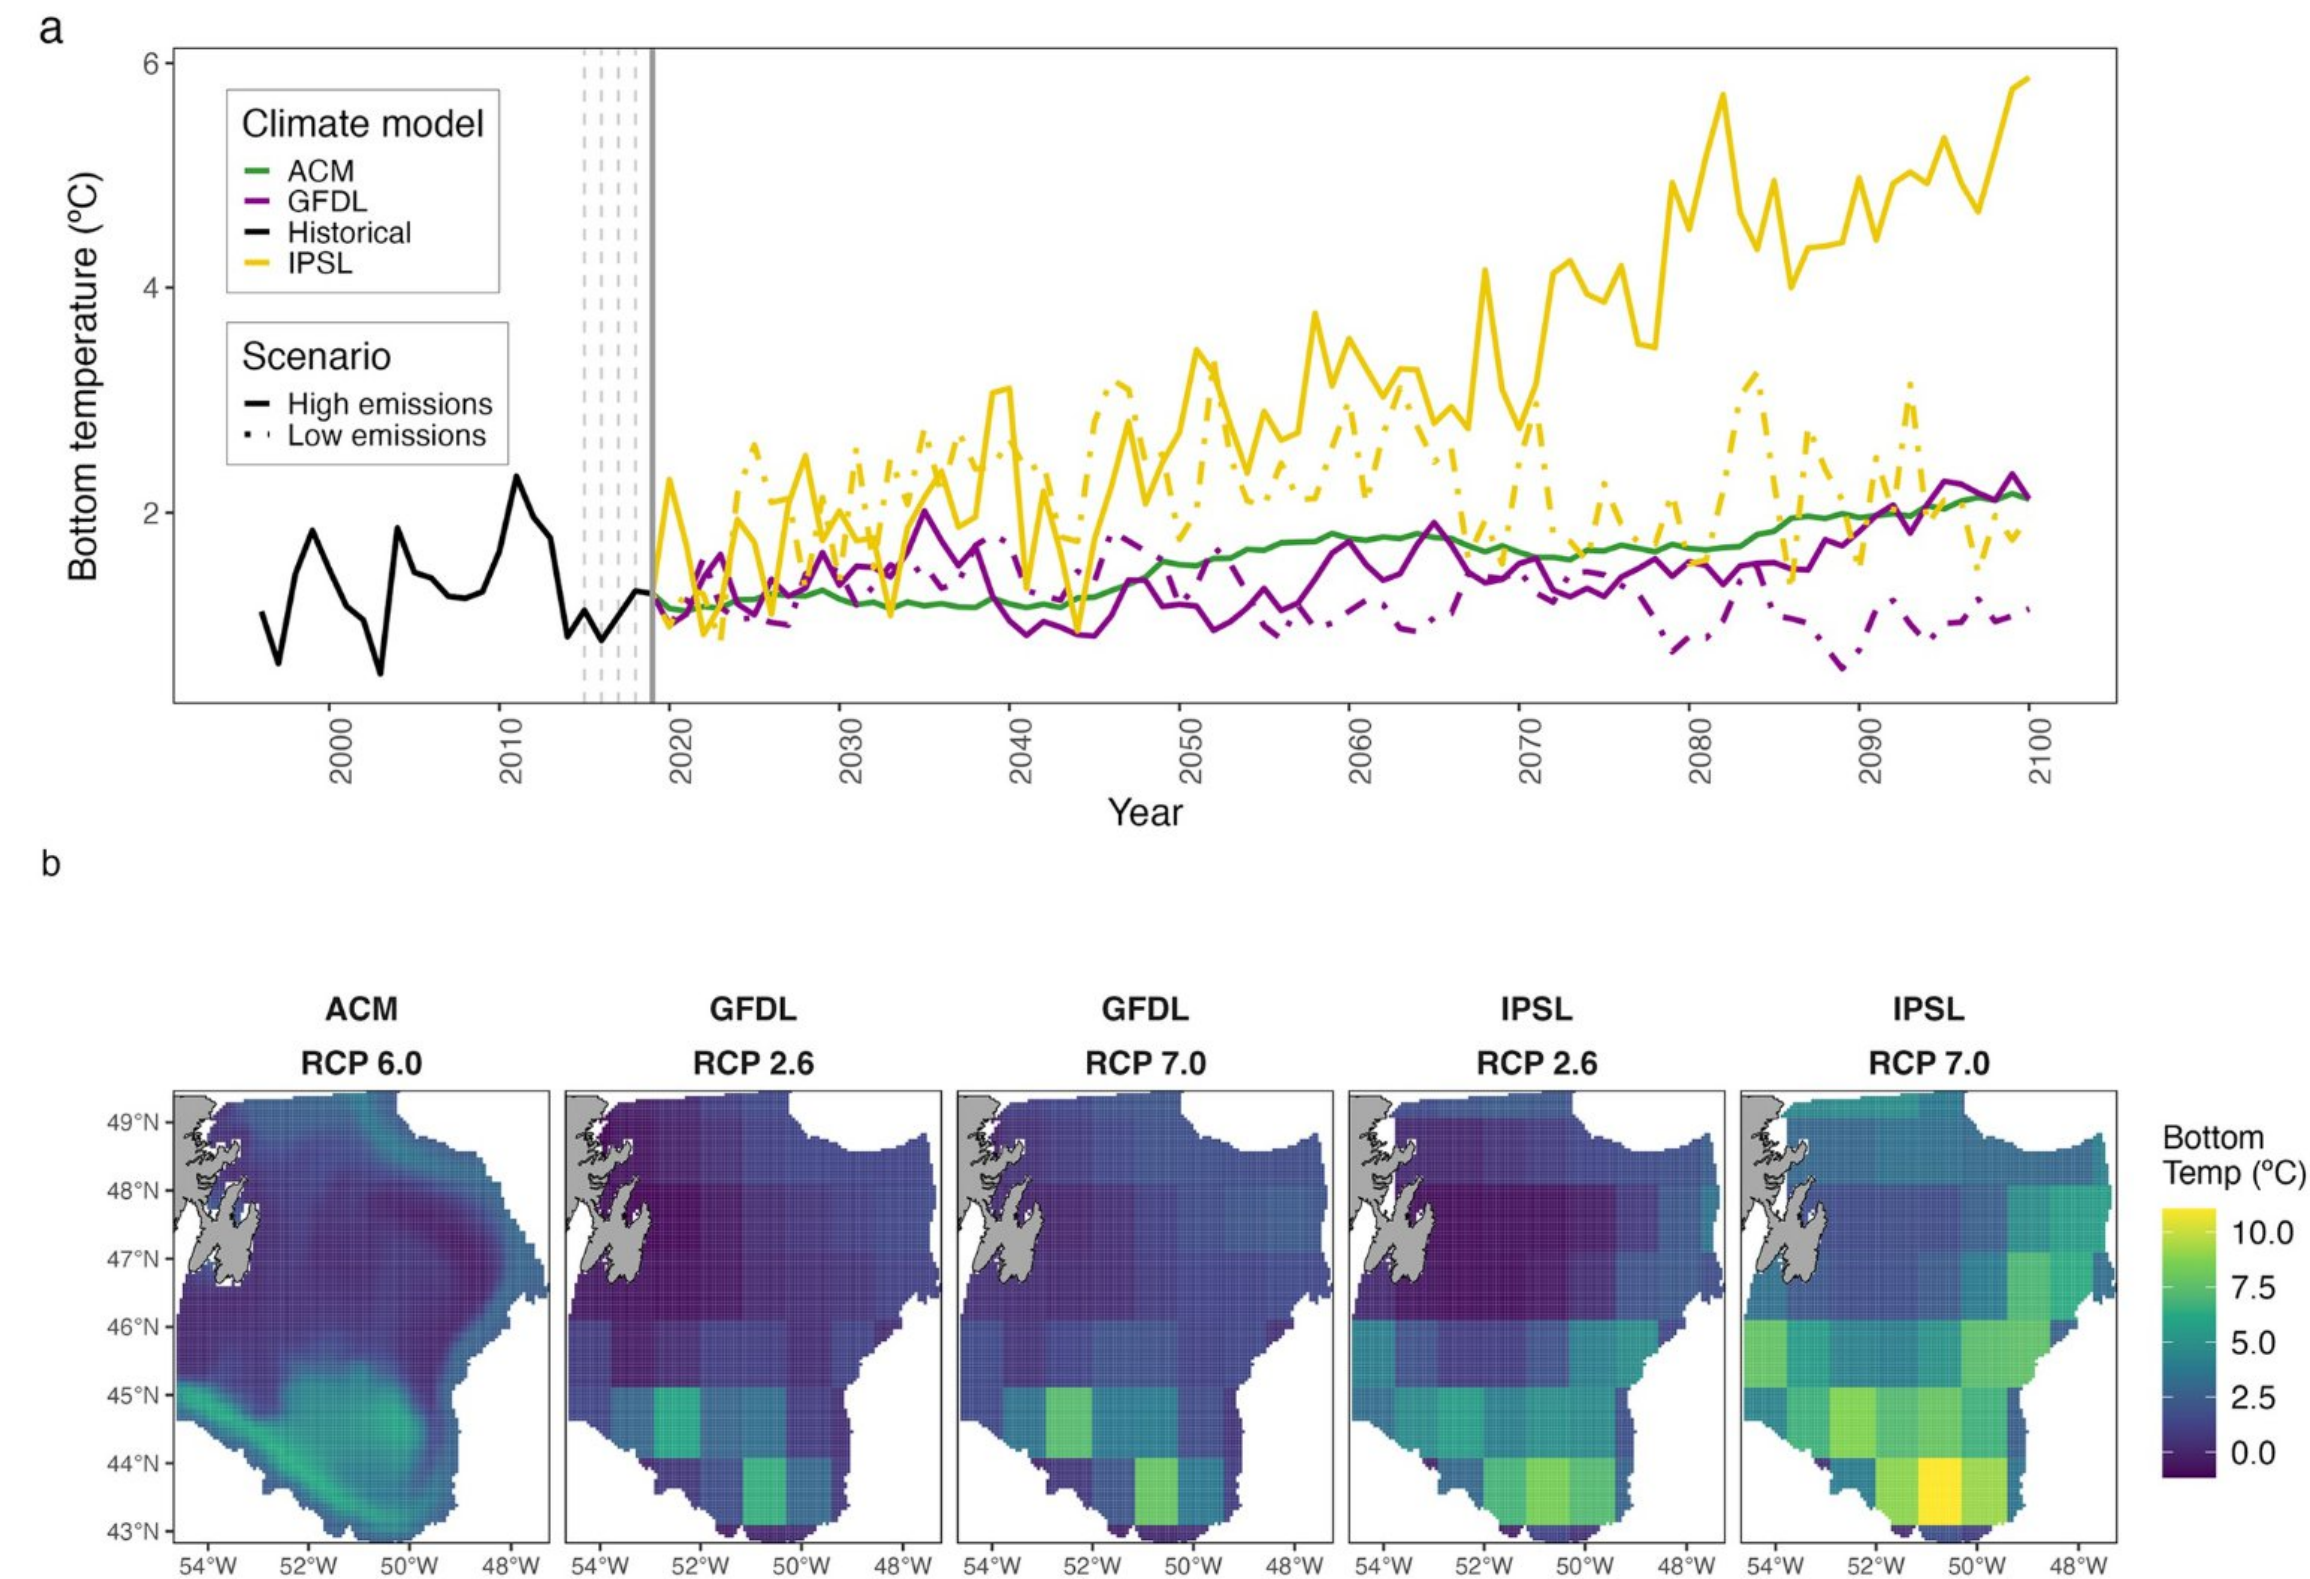 a
Bottom temperature (ºC)
6
4
2
Climate model
ACM
GFDL
Historical
IPSL
Scenario
High emissions
Low emissions
2000
2010
2020
2030
2040
2050
2060
2070
2080
2090
2100
Year
b
ACM
RCP 6.0
GFDL
RCP 2.6
GFDL
RCP 7.0
IPSL
RCP 2.6
IPSL
RCP 7.0
49°N
48°N
47°N
46°N
45°N
44°N
43°N
54°W 52°W 50°W 48°W
54°W 52°W 50°W 48°W
54°W 52°W 50°W 48°W
54°W 52°W 50°W 48°W
54°W 52°W 50°W 48°W
Bottom
Temp (ºC)
10.0
7.5
5.0
2.5
0.0